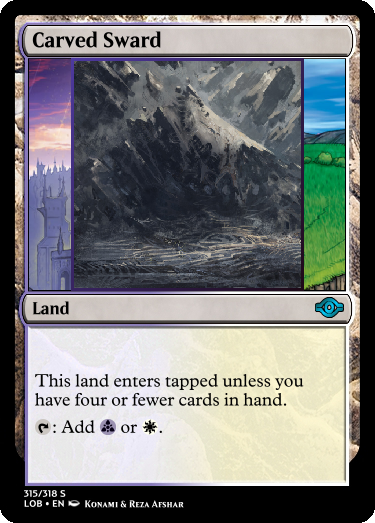 Carved Sward
Land
This land enters tapped unless you
have four or fewer cards in hand.
: Add or .
315/318 S
LOB • EN Konami & Reza Afshar